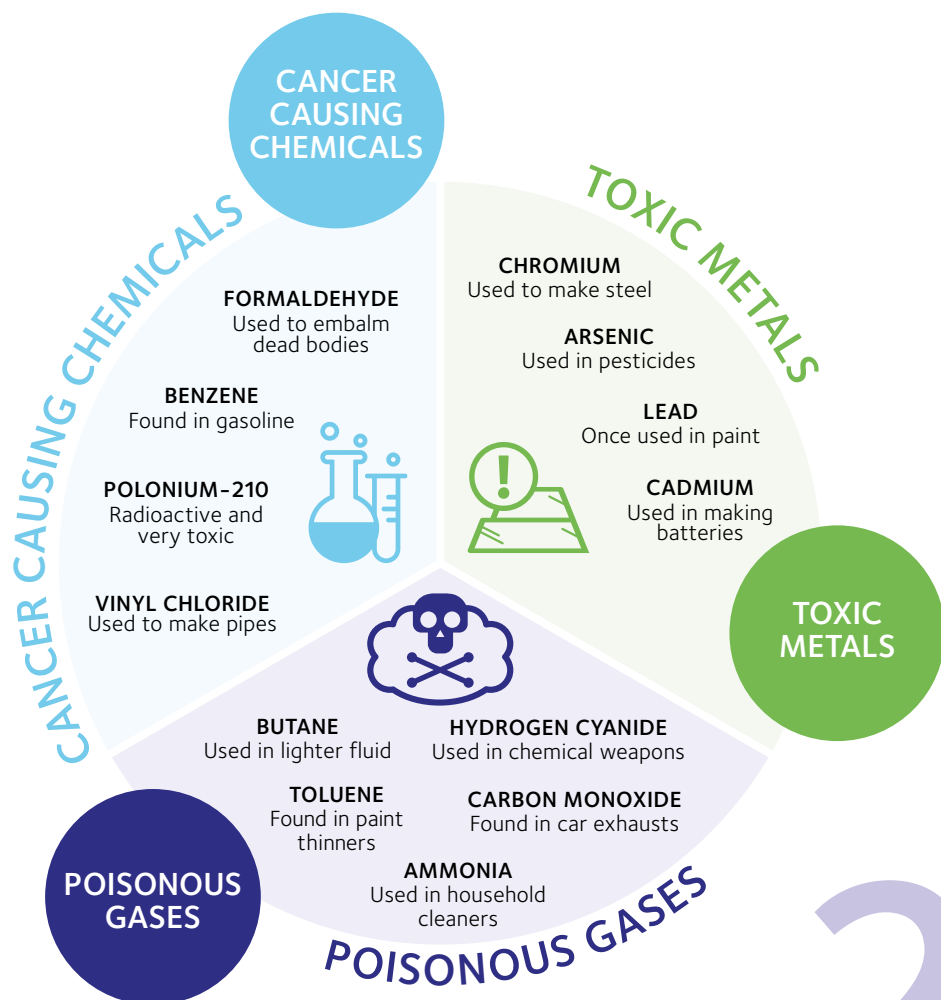 CANCER
CAUSING
CHEMICALS
CANCER CAUSING CHEMICALS
FORMALDEHYDE
Used to embalm
dead bodies
BENZENE
Found in gasoline
POLONIUM-210
Radioactive and
very toxic
VINYL CHLORIDE
Used to make pipes
TOXIC METALS
CHROMIUM
Used to make steel
ARSENIC
Used in pesticides
LEAD
Once used in paint
CADMIUM
Used in making
batteries
TOXIC
METALS
!
BUTANE
Used in lighter fluid
HYDROGEN CYANIDE
Used in chemical weapons
TOLUENE
Found in paint
thinners
CARBON MONOXIDE
Found in car exhausts
AMMONIA
Used in household
cleaners
POISONOUS
GASES
POISONOUS GASES
2